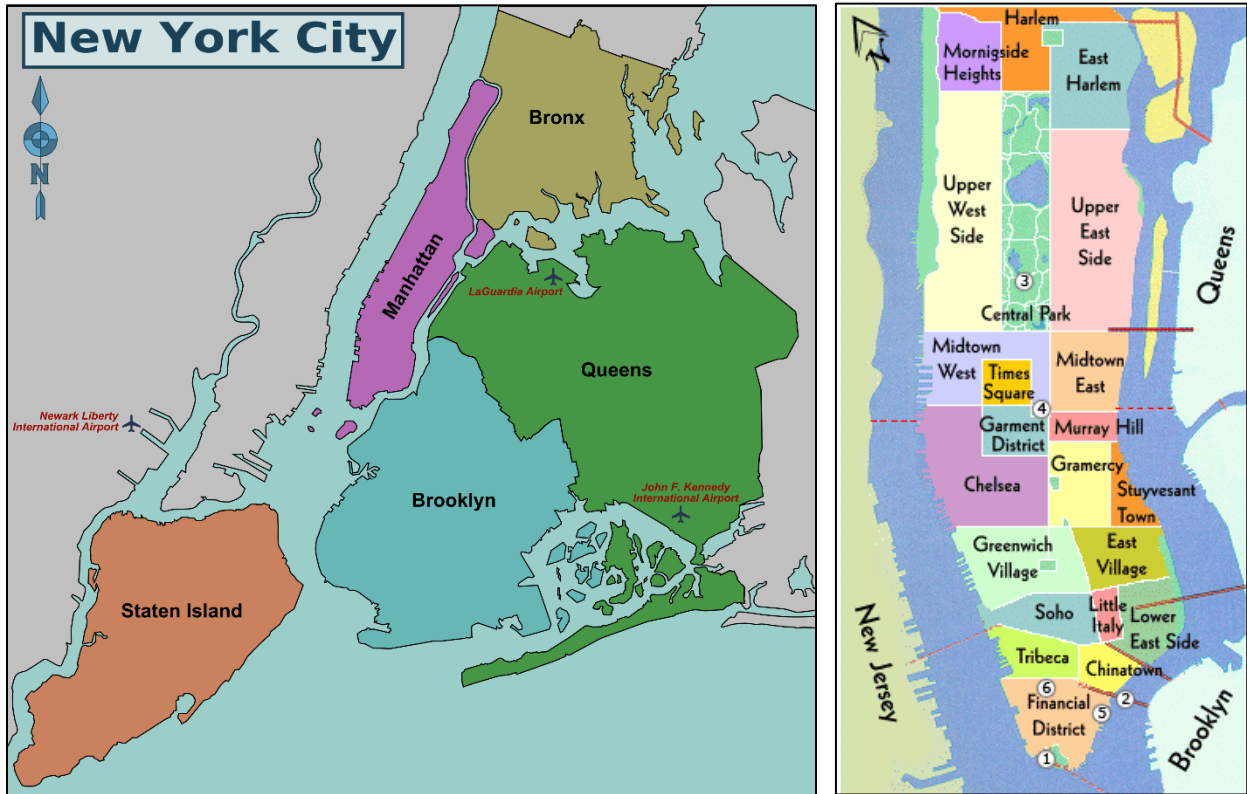 New York City
N
Bronx
Manhattan
LaGuardia Airport
Queens
Newark Liberty
International Airport
Brooklyn
John F. Kennedy
International Airport
Staten Island
N
Harlem
Mornigside
Heights
East
Harlem
Upper
West
Side
Upper
East
Side
Queens
3
Central Park
Midtown
West
Times
Square
Midtown
East
4
Garment
District
Murray Hill
Chelsea
Gramercy
Stuyvesant
Town
Greenwich
Village
East
Village
Soho
Little
Italy
Lower
East Side
New Jersey
Tribeca
Chinatown
6
2
Financial
District
5
Brooklyn
1